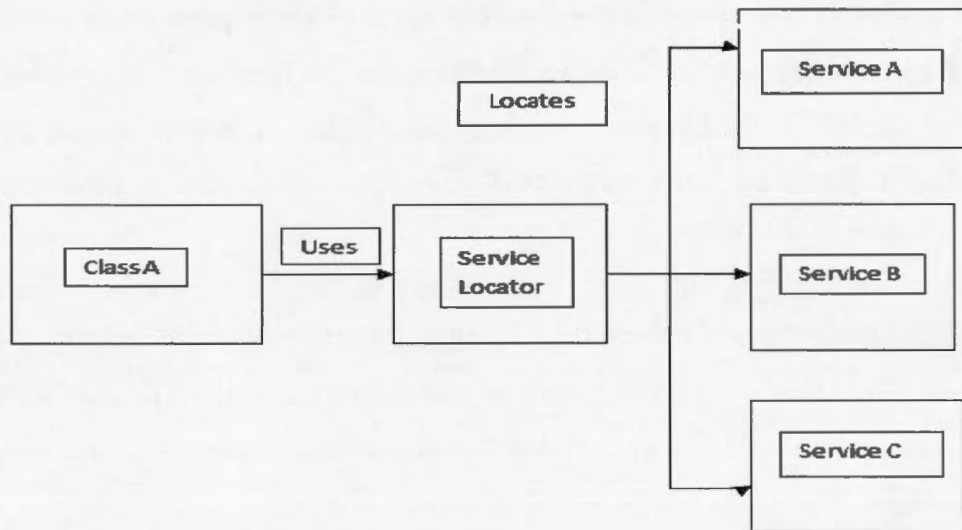 Service A
Locates
Uses
Class A
Service
Locator
Service B
Service C